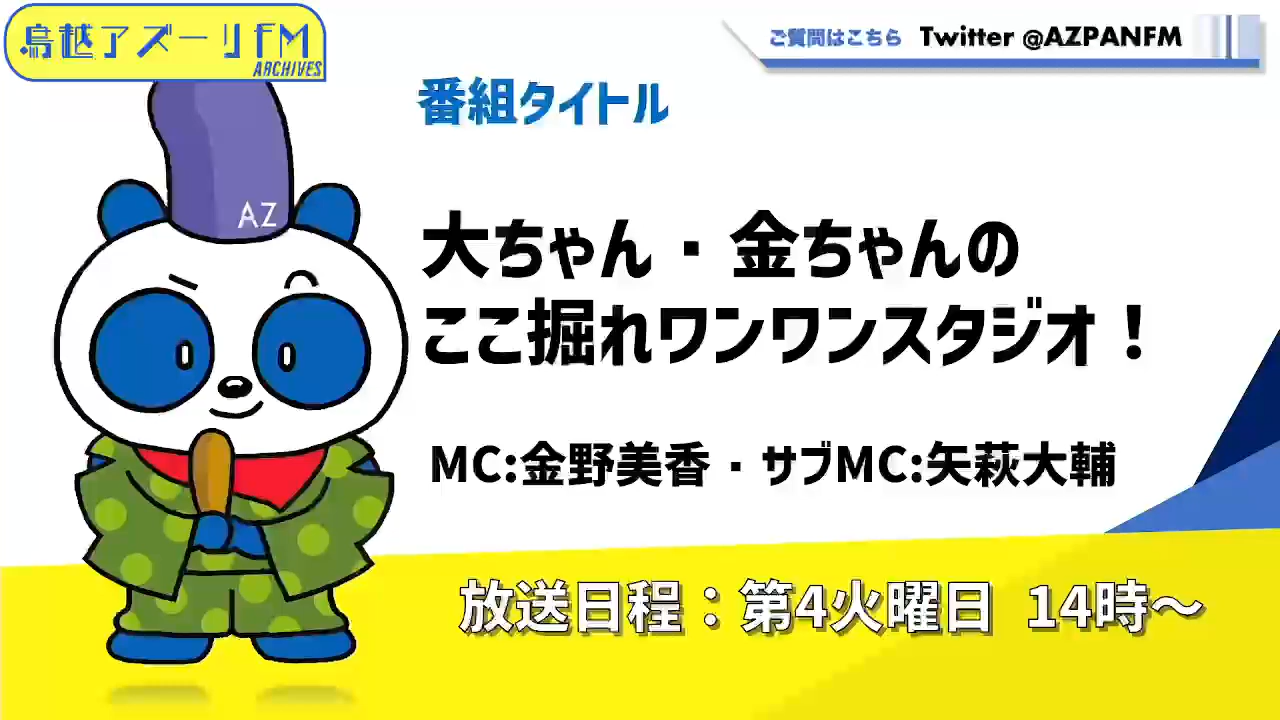 鳥越アズーリFM
ARCHIVES
ご質問はこちら Twitter @AZPANFM
番組タイトル
AZ
大ちゃん・金ちゃんの
ここ掘れワンワンスタジオ！
MC:金野美香・サブMC:矢萩大輔
放送日程：第4火曜日 14時～